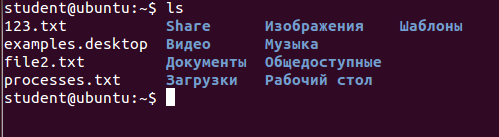 student@ubuntu:~$ ls
123.txt Share Изображения Шаблоны
examples.desktop Видео Музыка
file2.txt Документы Общедоступные
processes.txt Загрузки Рабочий стол
student@ubuntu:~$